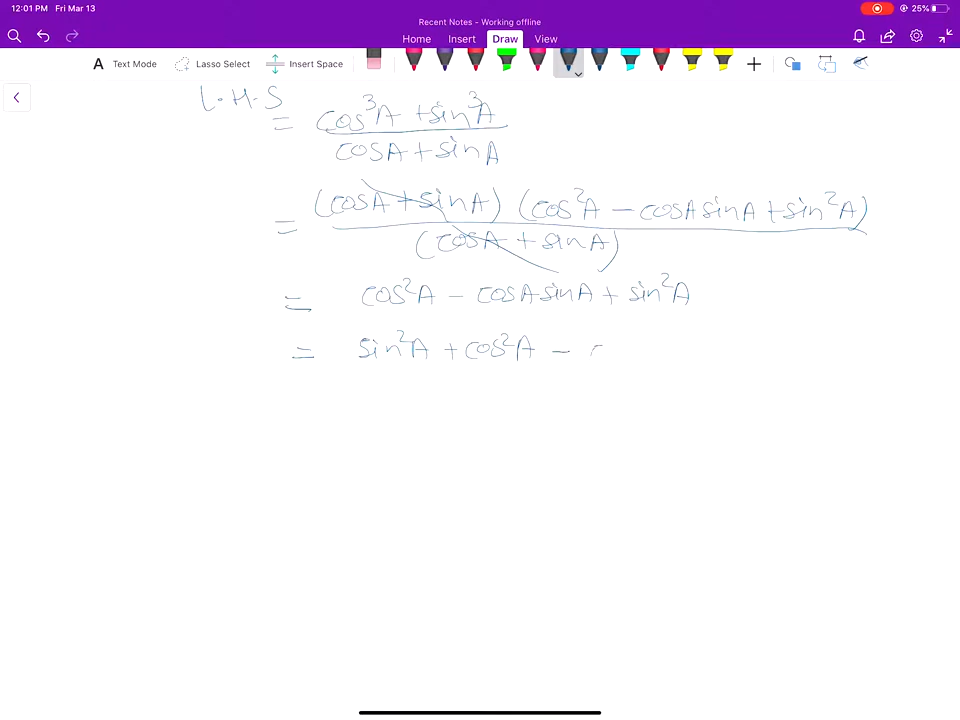 12:01 PM Fri Mar 13
25%
Recent Notes - Working offline
Home Insert Draw View
A Text Mode Lasso Select Insert Space
L.H.S
= cos³A + sin³A
cosA + sinA
= (cosA + sinA) (cos²A - cosA sinA + sin²A)
(cosA + sinA)
= cos²A - cosA sinA + sin²A
= sin²A + cos²A -